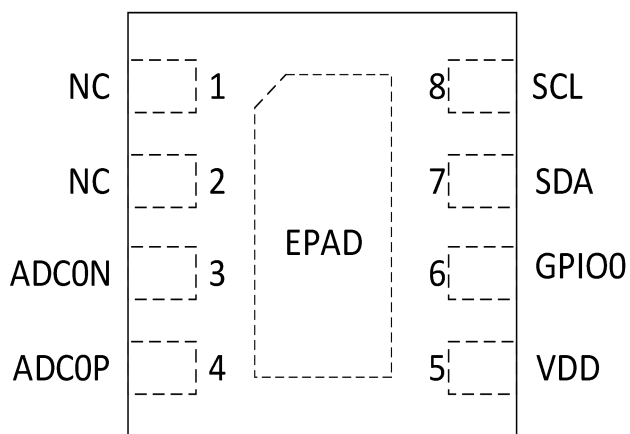 NC 1 8 SCL
NC 2 7 SDA
EPAD
ADC0N 3 6 GPIO0
ADC0P 4 5 VDD